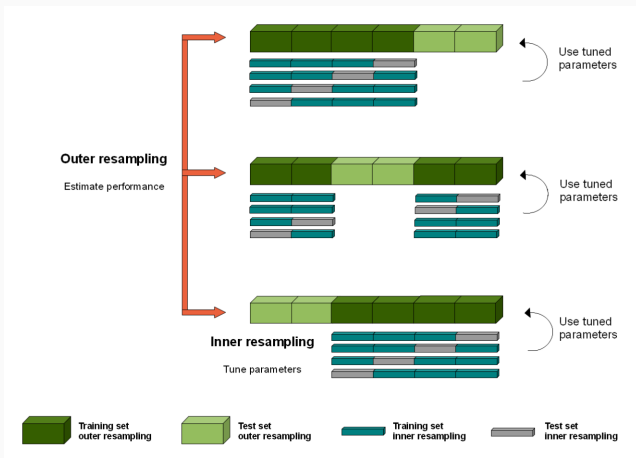 Use tuned
parameters
Outer resampling
Estimate performance
Use tuned
parameters
Use tuned
parameters
Inner resampling
Tune parameters
Training set
outer resampling
Test set
outer resampling
Training set
inner resampling
Test set
inner resampling